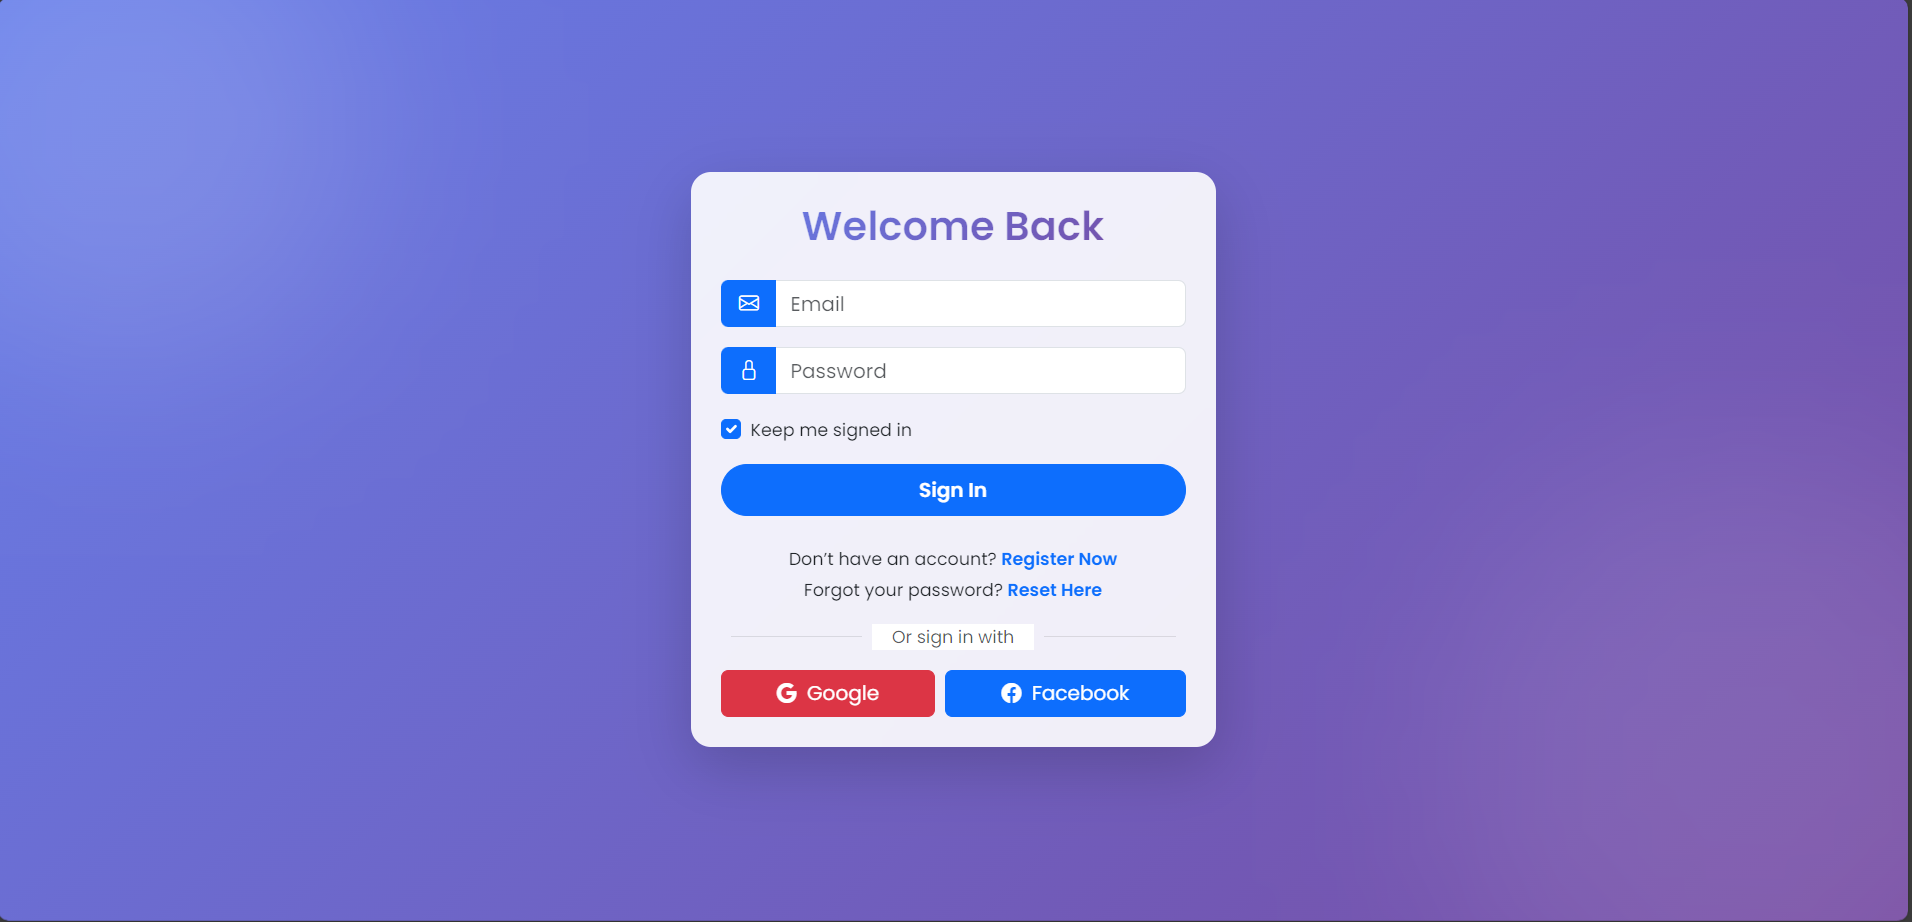 Welcome Back
Email
Password
Keep me signed in
Sign In
Don’t have an account? Register Now
Forgot your password? Reset Here
Or sign in with
Google
Facebook